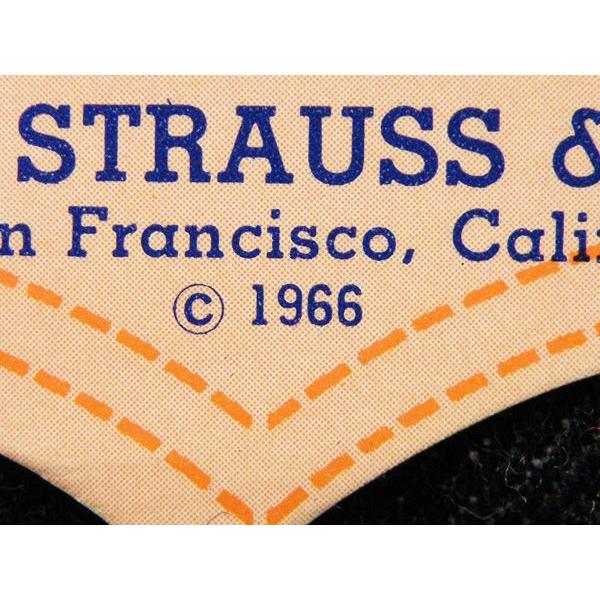 STRAUSS &
n Francisco, Cali
© 1966